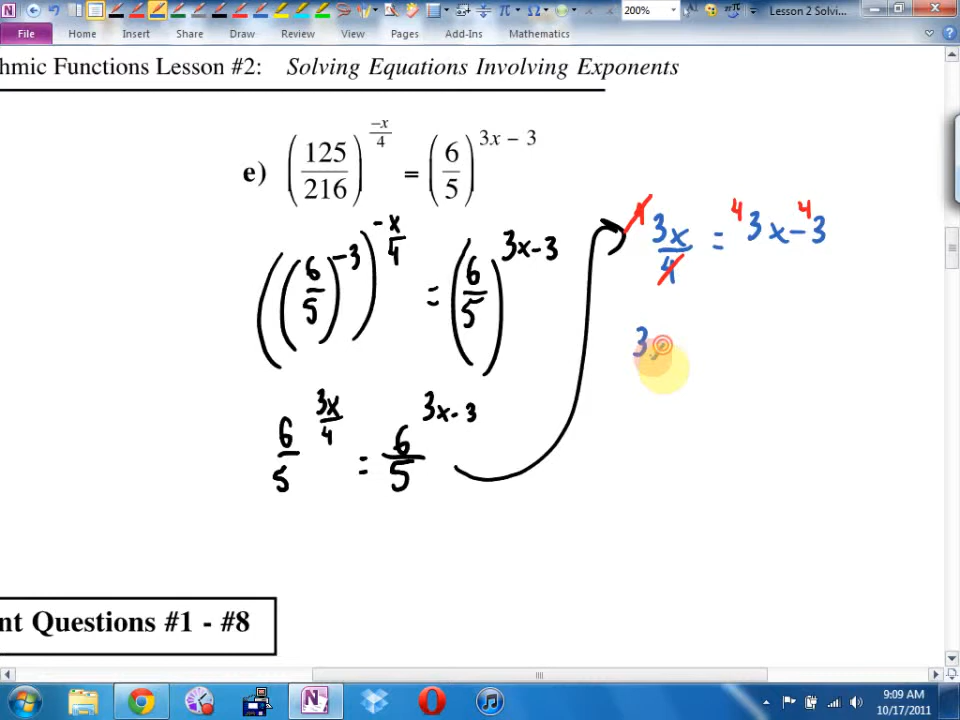 200% Lesson 2 Solvi...
File Home Insert Share Draw Review View Pages Add-Ins Mathematics
hmic Functions Lesson #2: Solving Equations Involving Exponents
e) (125/216)^(-x/4) = (6/5)^(3x - 3)
((6/5)^-3)^(-x/4) = (6/5)^(3x-3)
6/5^(3x/4) = 6/5^(3x-3)
4 3x/4 = 4 3x - 4 3
3
nt Questions #1 - #8
9:09 AM
10/17/2011